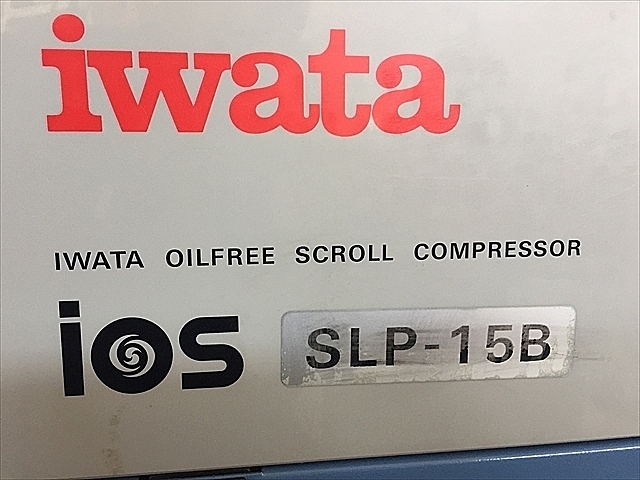 iwata
IWATA OILFREE SCROLL COMPRESSOR
ios SLP-15B